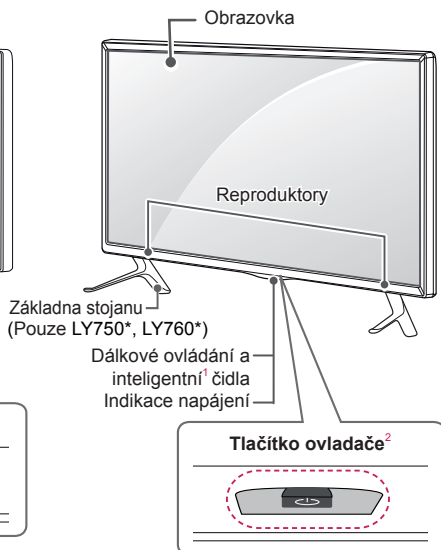 Obrazovka
Reproduktory
Základna stojanu
(Pouze LY750*, LY760*)
Dálkové ovládání a
inteligentní1 čidla
Indikace napájení
Tlačítko ovladače2